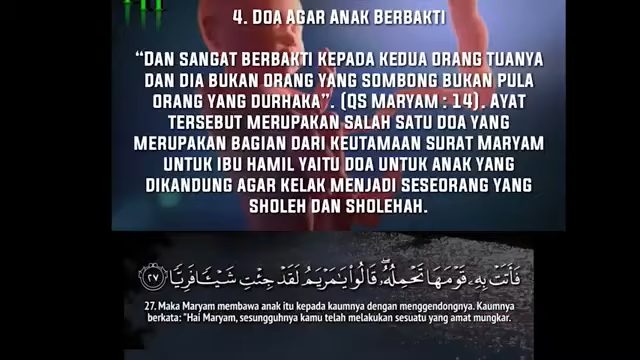 4. DOA AGAR ANAK BERBAKTI
"DAN SANGAT BERBAKTI KEPADA KEDUA ORANG TUANYA
DAN DIA BUKAN ORANG YANG SOMBONG BUKAN PULA
ORANG YANG DURHAKA". (QS MARYAM : 14). AYAT
TERSEBUT MERUPAKAN SALAH SATU DOA YANG
MERUPAKAN BAGIAN DARI KEUTAMAAN SURAT MARYAM
UNTUK IBU HAMIL YAITU DOA UNTUK ANAK YANG
DIKANDUNG AGAR KELAK MENJADI SESEORANG YANG
SHOLEH DAN SHOLEHAH.
فَأَتَتْ بِهِۦ قَوْمَهَا تَحْمِلُهُۥ ۖ قَالُوا۟ يَٰمَرْيَمُ لَقَدْ جِئْتِ شَيْـًٔا فَرِيًّا ٢٧
27. Maka Maryam membawa anak itu kepada kaumnya dengan menggendongnya. Kaumnya
berkata: "Hai Maryam, sesungguhnya kamu telah melakukan sesuatu yang amat mungkar.